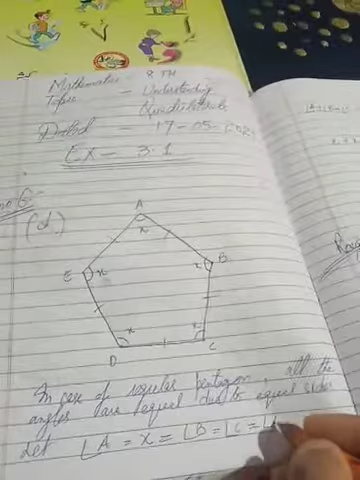 Mathematics - 8TH
Topic - Understanding
Quadrilaterals
Dated - 17-05-2021
EX- 3.1
(d).
A
x
E x
x B
x x
D C
In case of regular pentagon, all the
angles are equal due to equal sides
Let ∠A = x = ∠B = ∠C = ∠